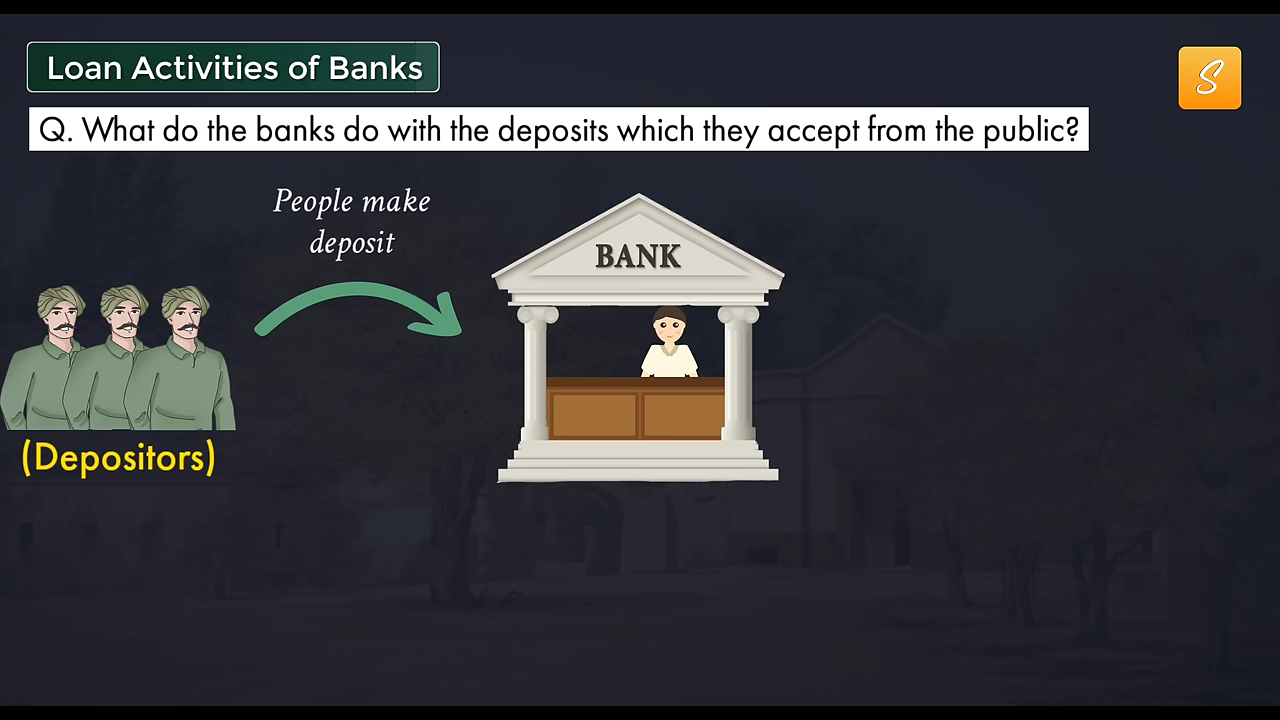 Loan Activities of Banks
S
Q. What do the banks do with the deposits which they accept from the public?
People make
deposit
BANK
(Depositors)